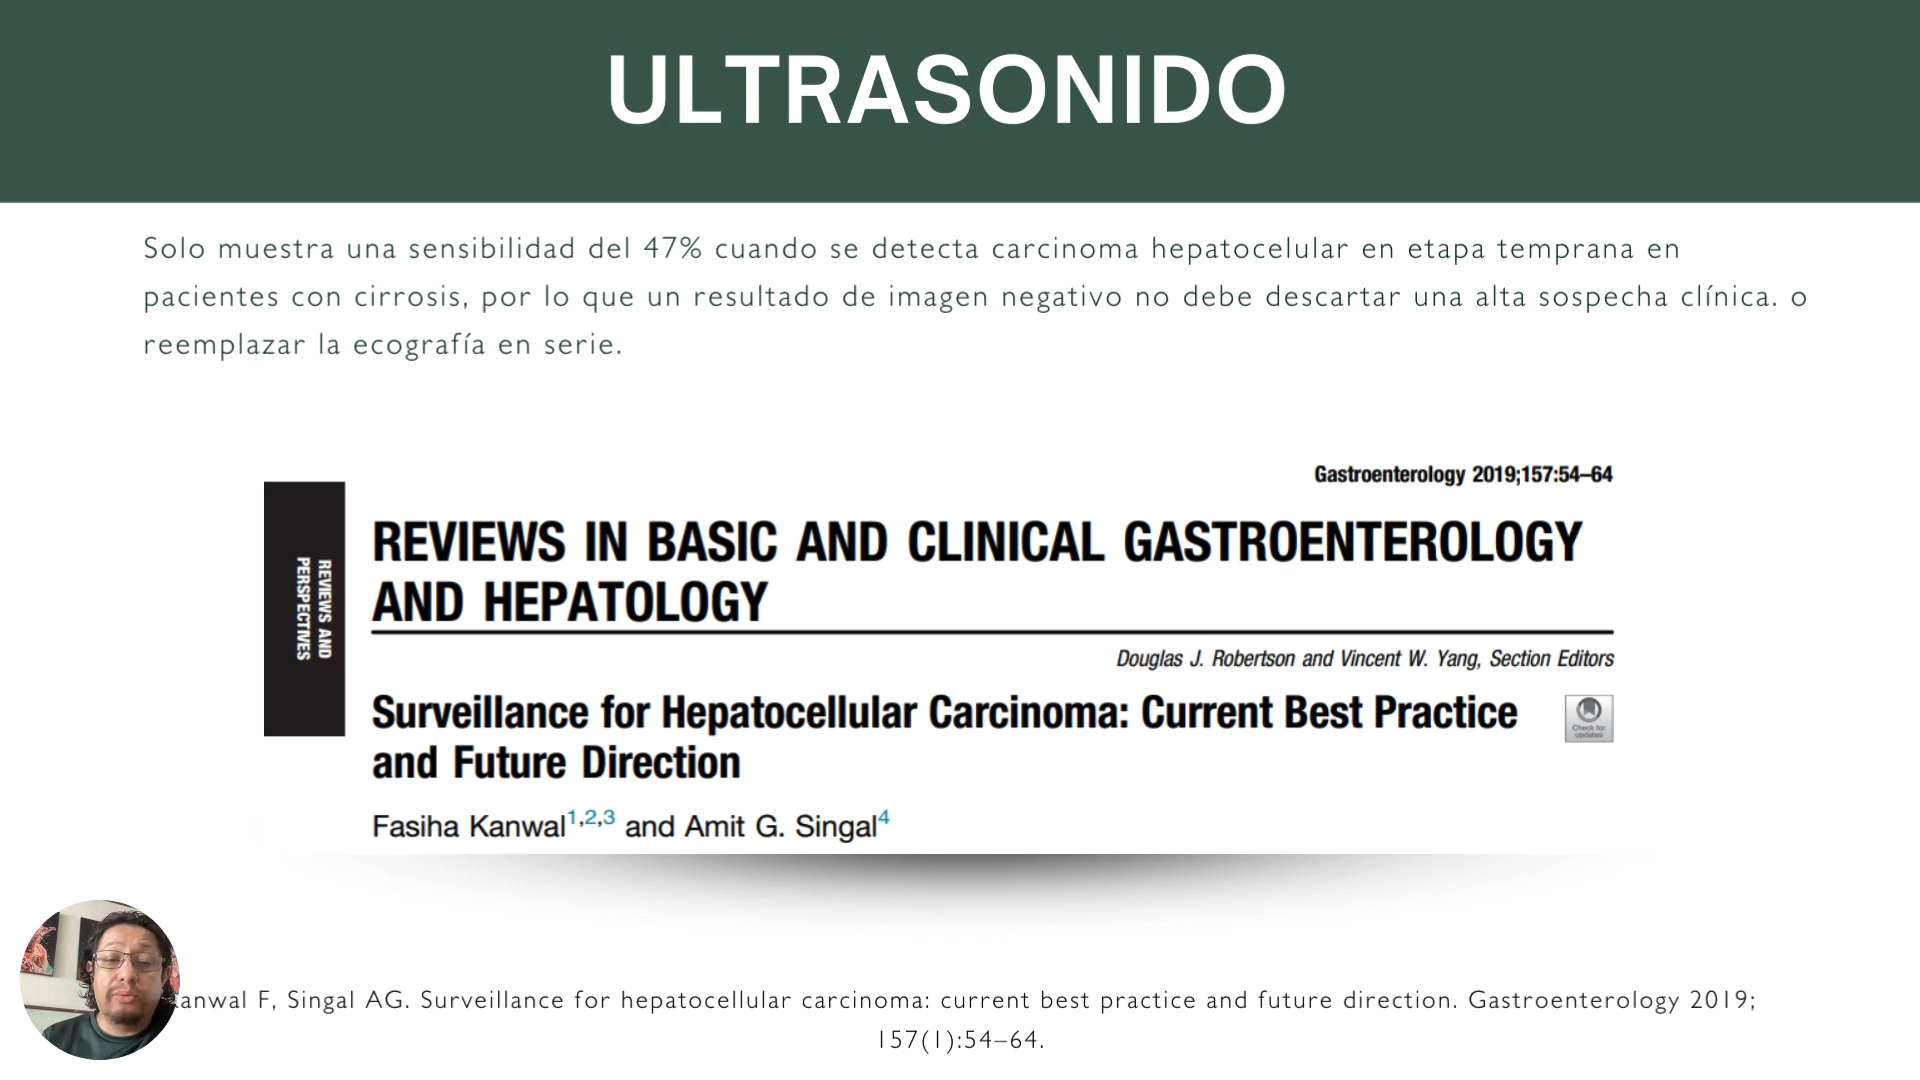 ULTRASONIDO
Solo muestra una sensibilidad del 47% cuando se detecta carcinoma hepatocelular en etapa temprana en
pacientes con cirrosis, por lo que un resultado de imagen negativo no debe descartar una alta sospecha clínica. o
reemplazar la ecografía en serie.
Gastroenterology 2019;157:54–64
REVIEWS AND
PERSPECTIVES
REVIEWS IN BASIC AND CLINICAL GASTROENTEROLOGY
AND HEPATOLOGY
Douglas J. Robertson and Vincent W. Yang, Section Editors
Surveillance for Hepatocellular Carcinoma: Current Best Practice
and Future Direction
Check for
updates
Fasiha Kanwal1,2,3 and Amit G. Singal4
anwal F, Singal AG. Surveillance for hepatocellular carcinoma: current best practice and future direction. Gastroenterology 2019;
157(1):54–64.